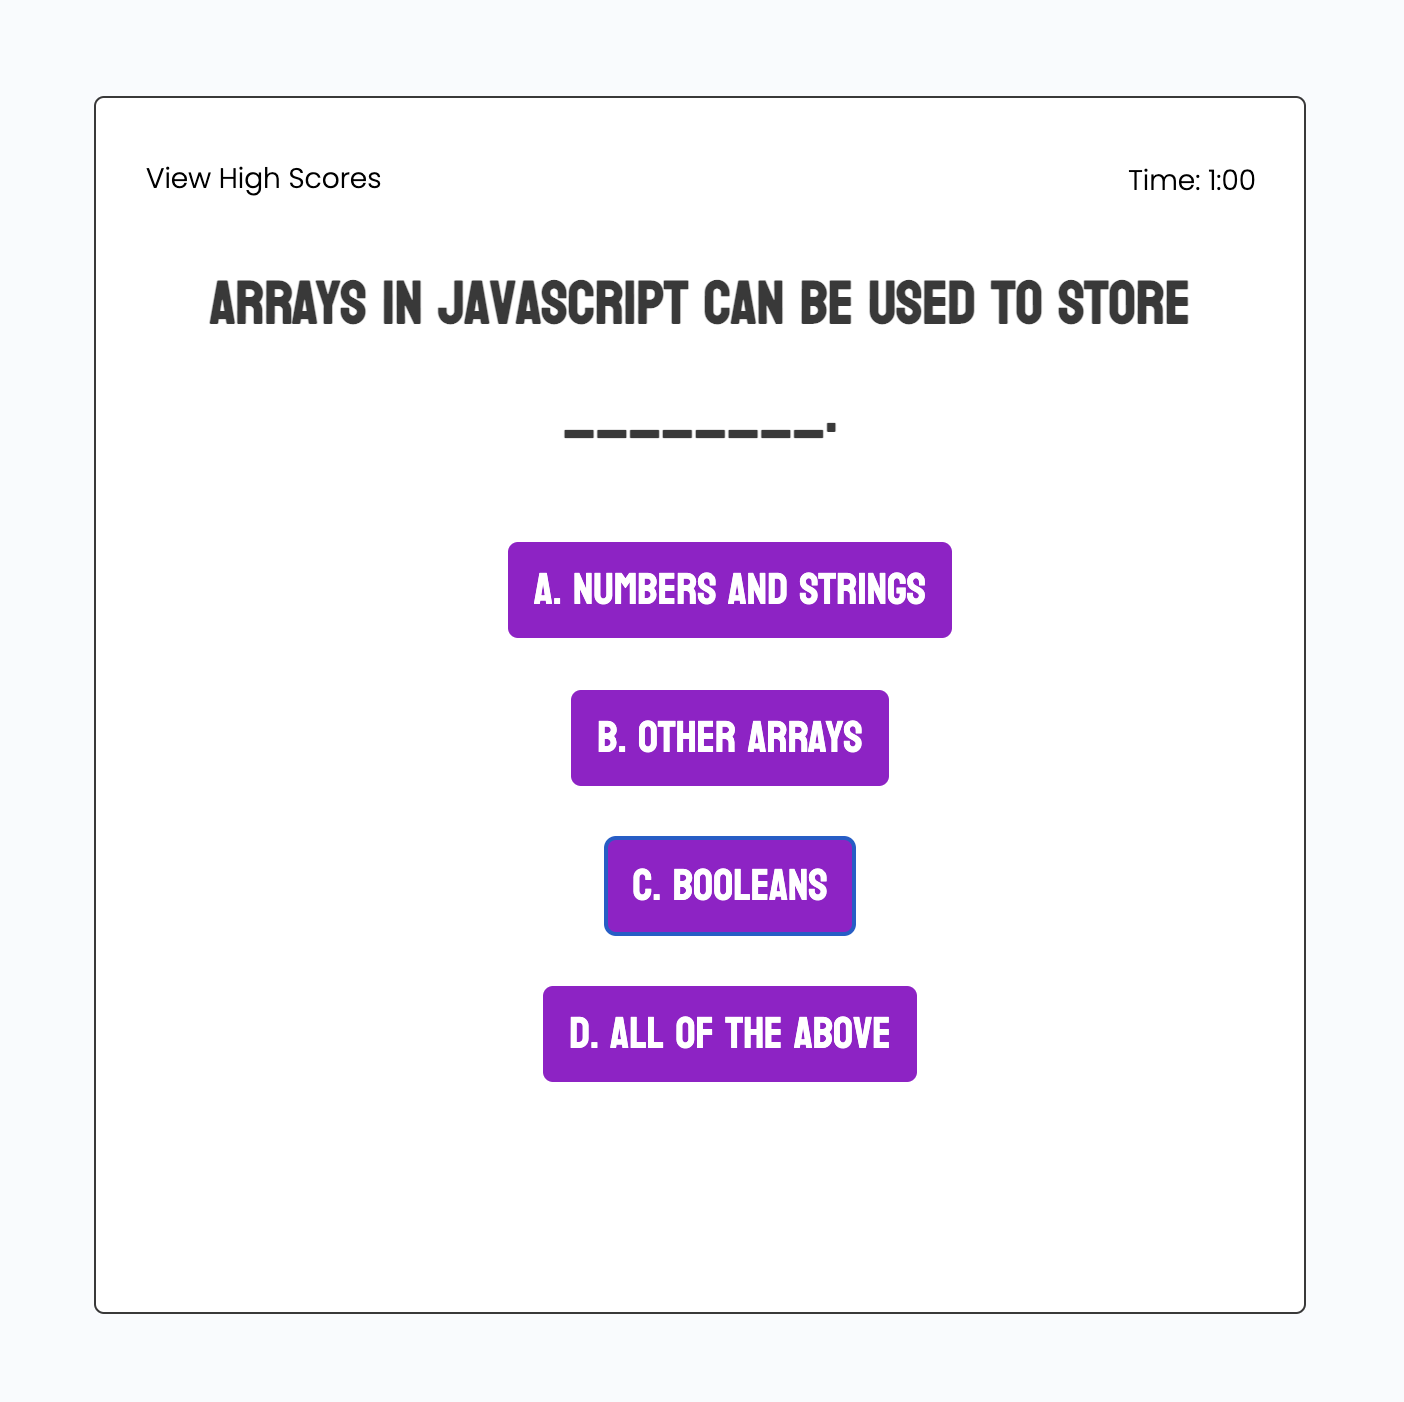 View High Scores
Time: 1:00
ARRAYS IN JAVASCRIPT CAN BE USED TO STORE
________.
A. NUMBERS AND STRINGS
B. OTHER ARRAYS
C. BOOLEANS
D. ALL OF THE ABOVE